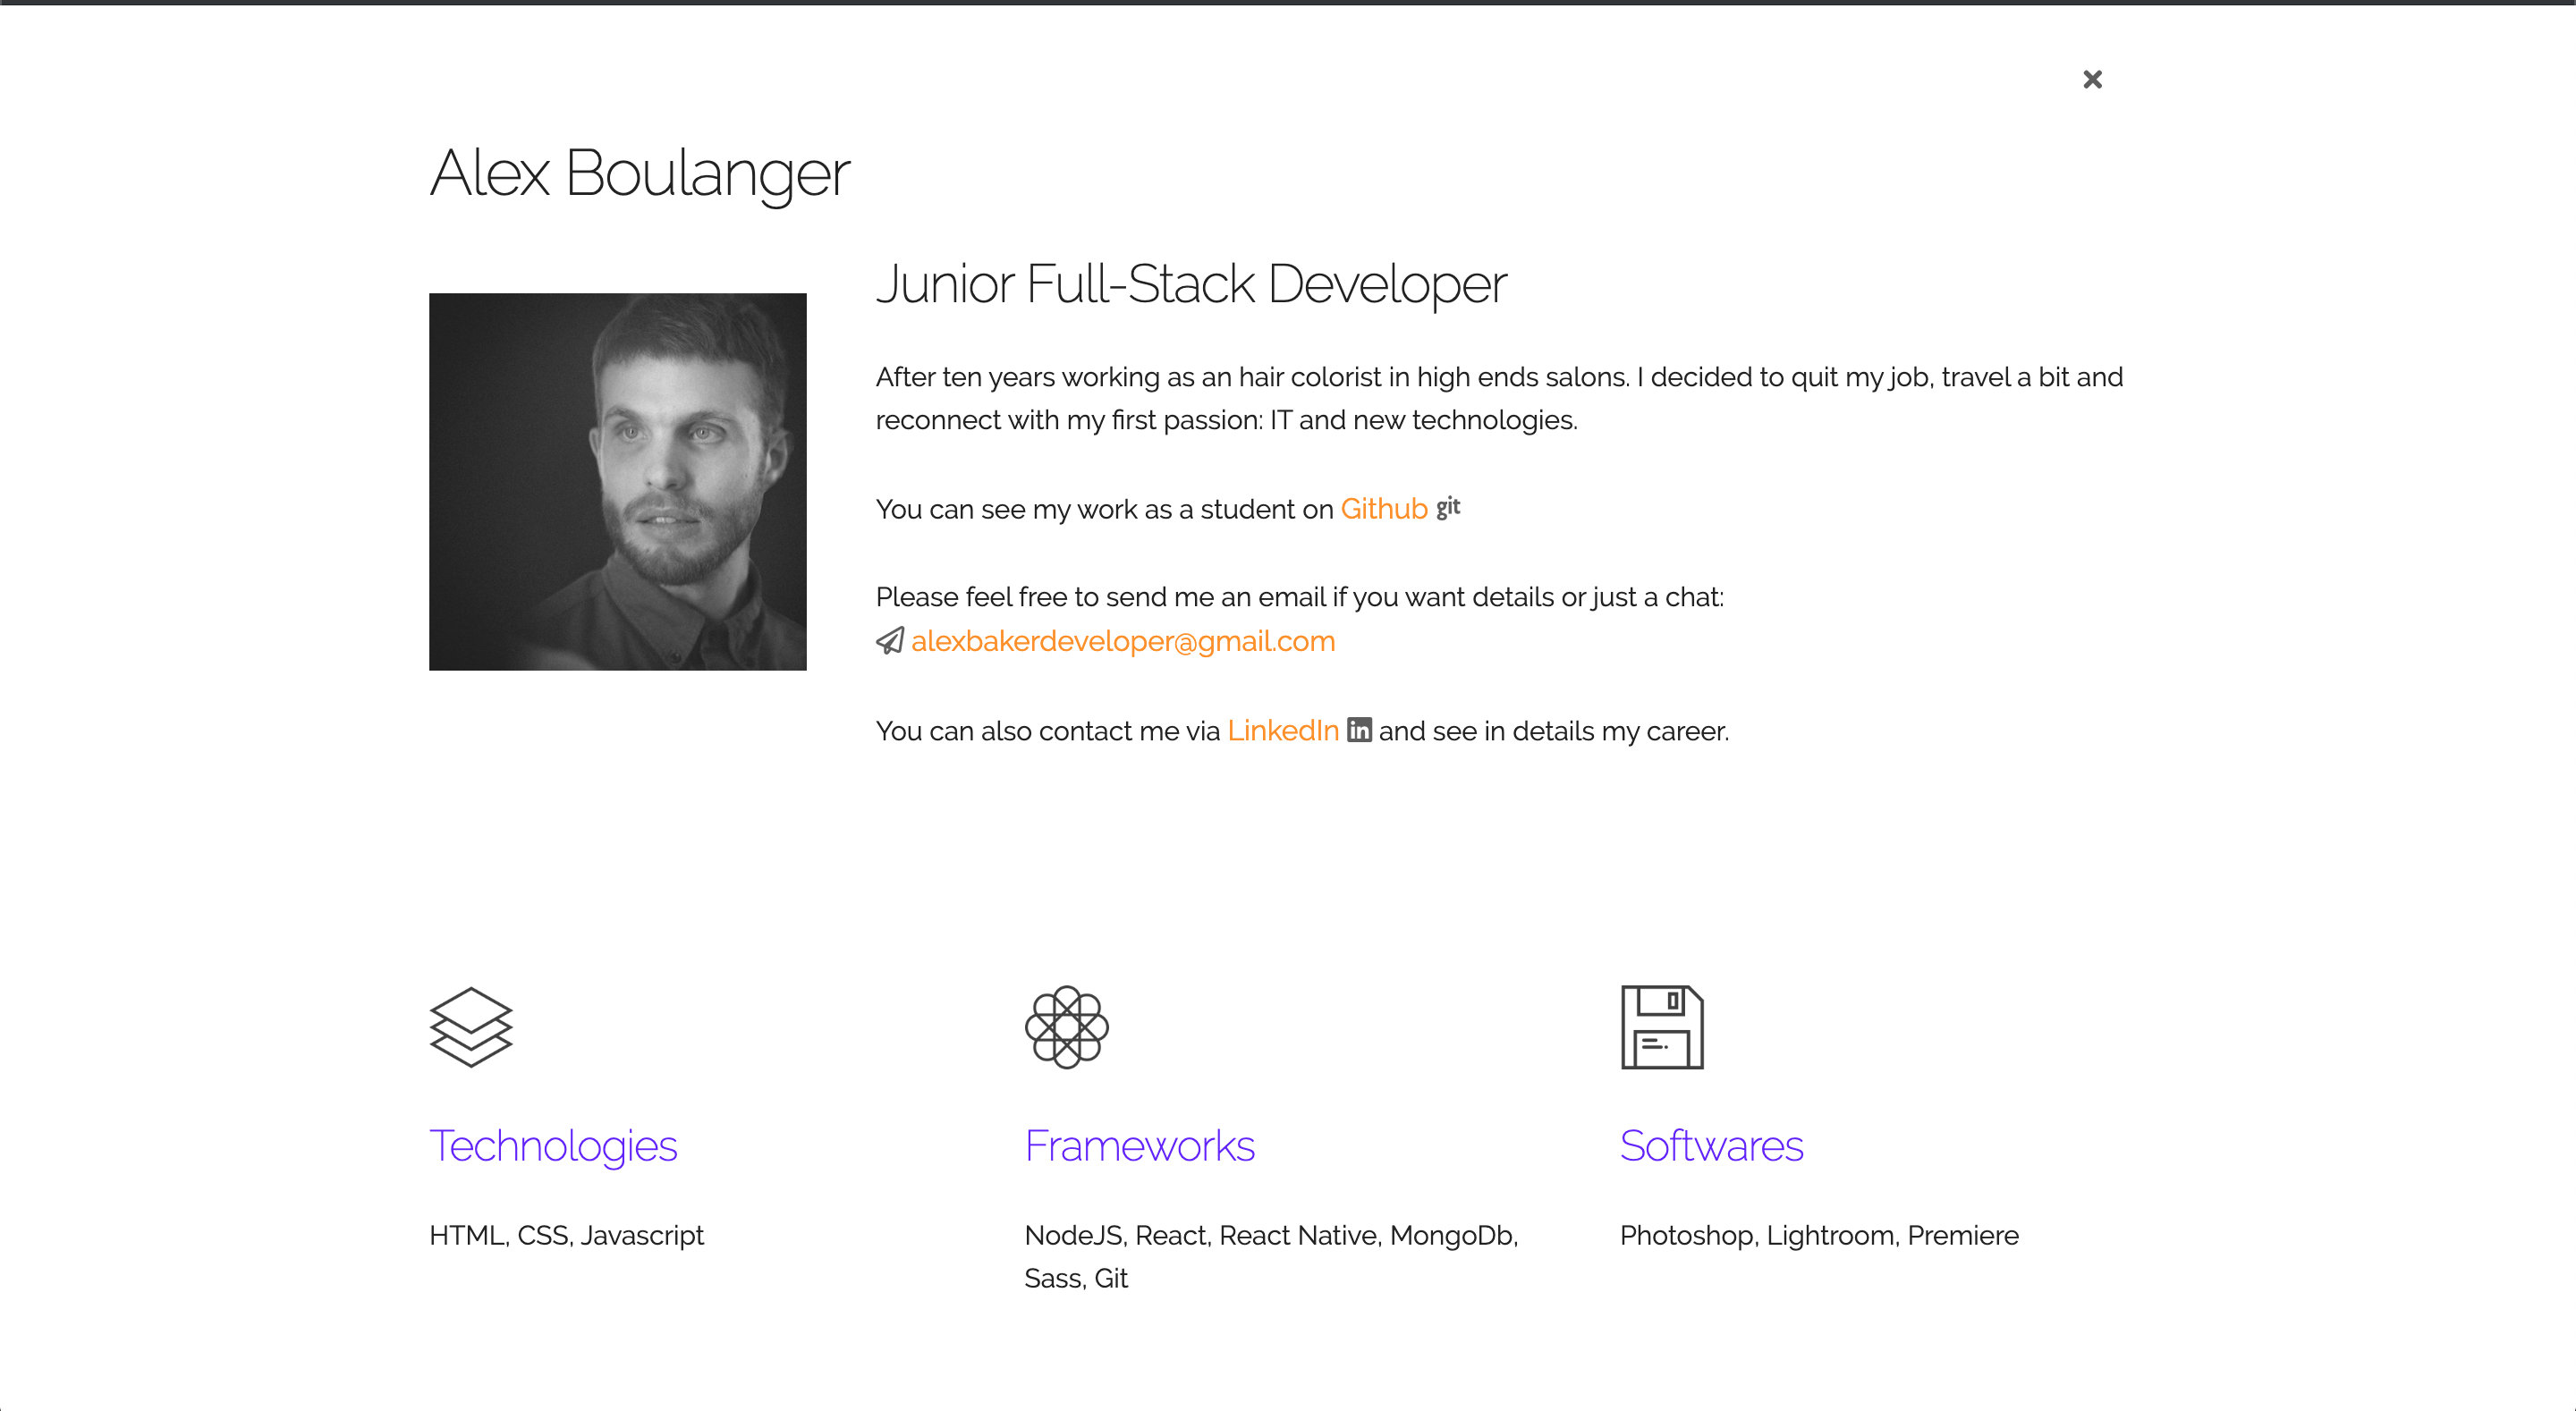 Alex Boulanger
Junior Full-Stack Developer
After ten years working as an hair colorist in high ends salons. I decided to quit my job, travel a bit and
reconnect with my first passion: IT and new technologies.
You can see my work as a student on Github git
Please feel free to send me an email if you want details or just a chat:
alexbakerdeveloper@gmail.com
You can also contact me via LinkedIn in and see in details my career.
Technologies
HTML, CSS, Javascript
Frameworks
NodeJS, React, React Native, MongoDb,
Sass, Git
Softwares
Photoshop, Lightroom, Premiere